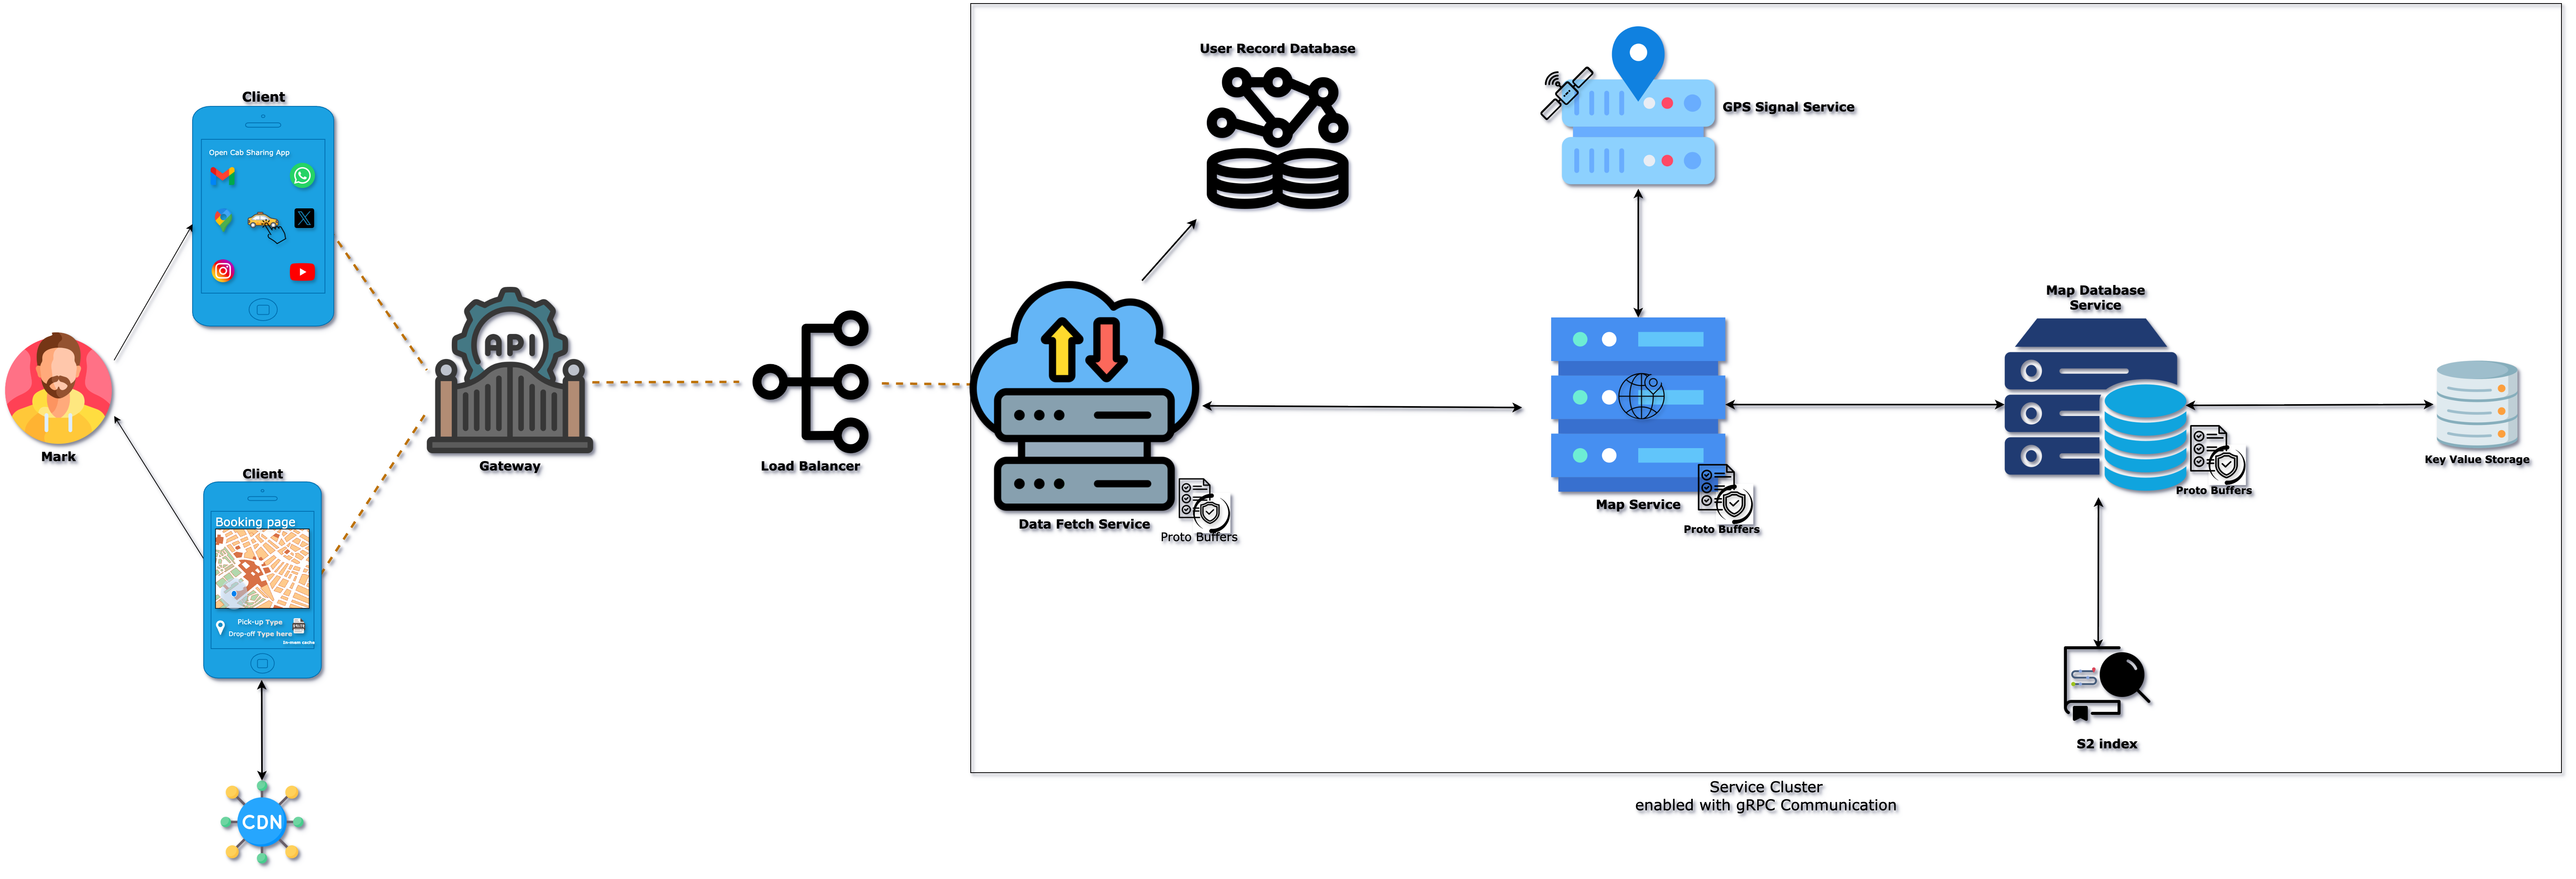 Client
Open Cab Sharing App
Mark
Client
Booking page
Pick-up Type
Drop-off Type here
In-mem cache
CDN
API
Gateway
Load Balancer
User Record Database
Data Fetch Service
Proto Buffers
GPS Signal Service
Map Service
Proto Buffers
Map Database
Service
Proto Buffers
Key Value Storage
S2 index
Service Cluster
enabled with gRPC Communication